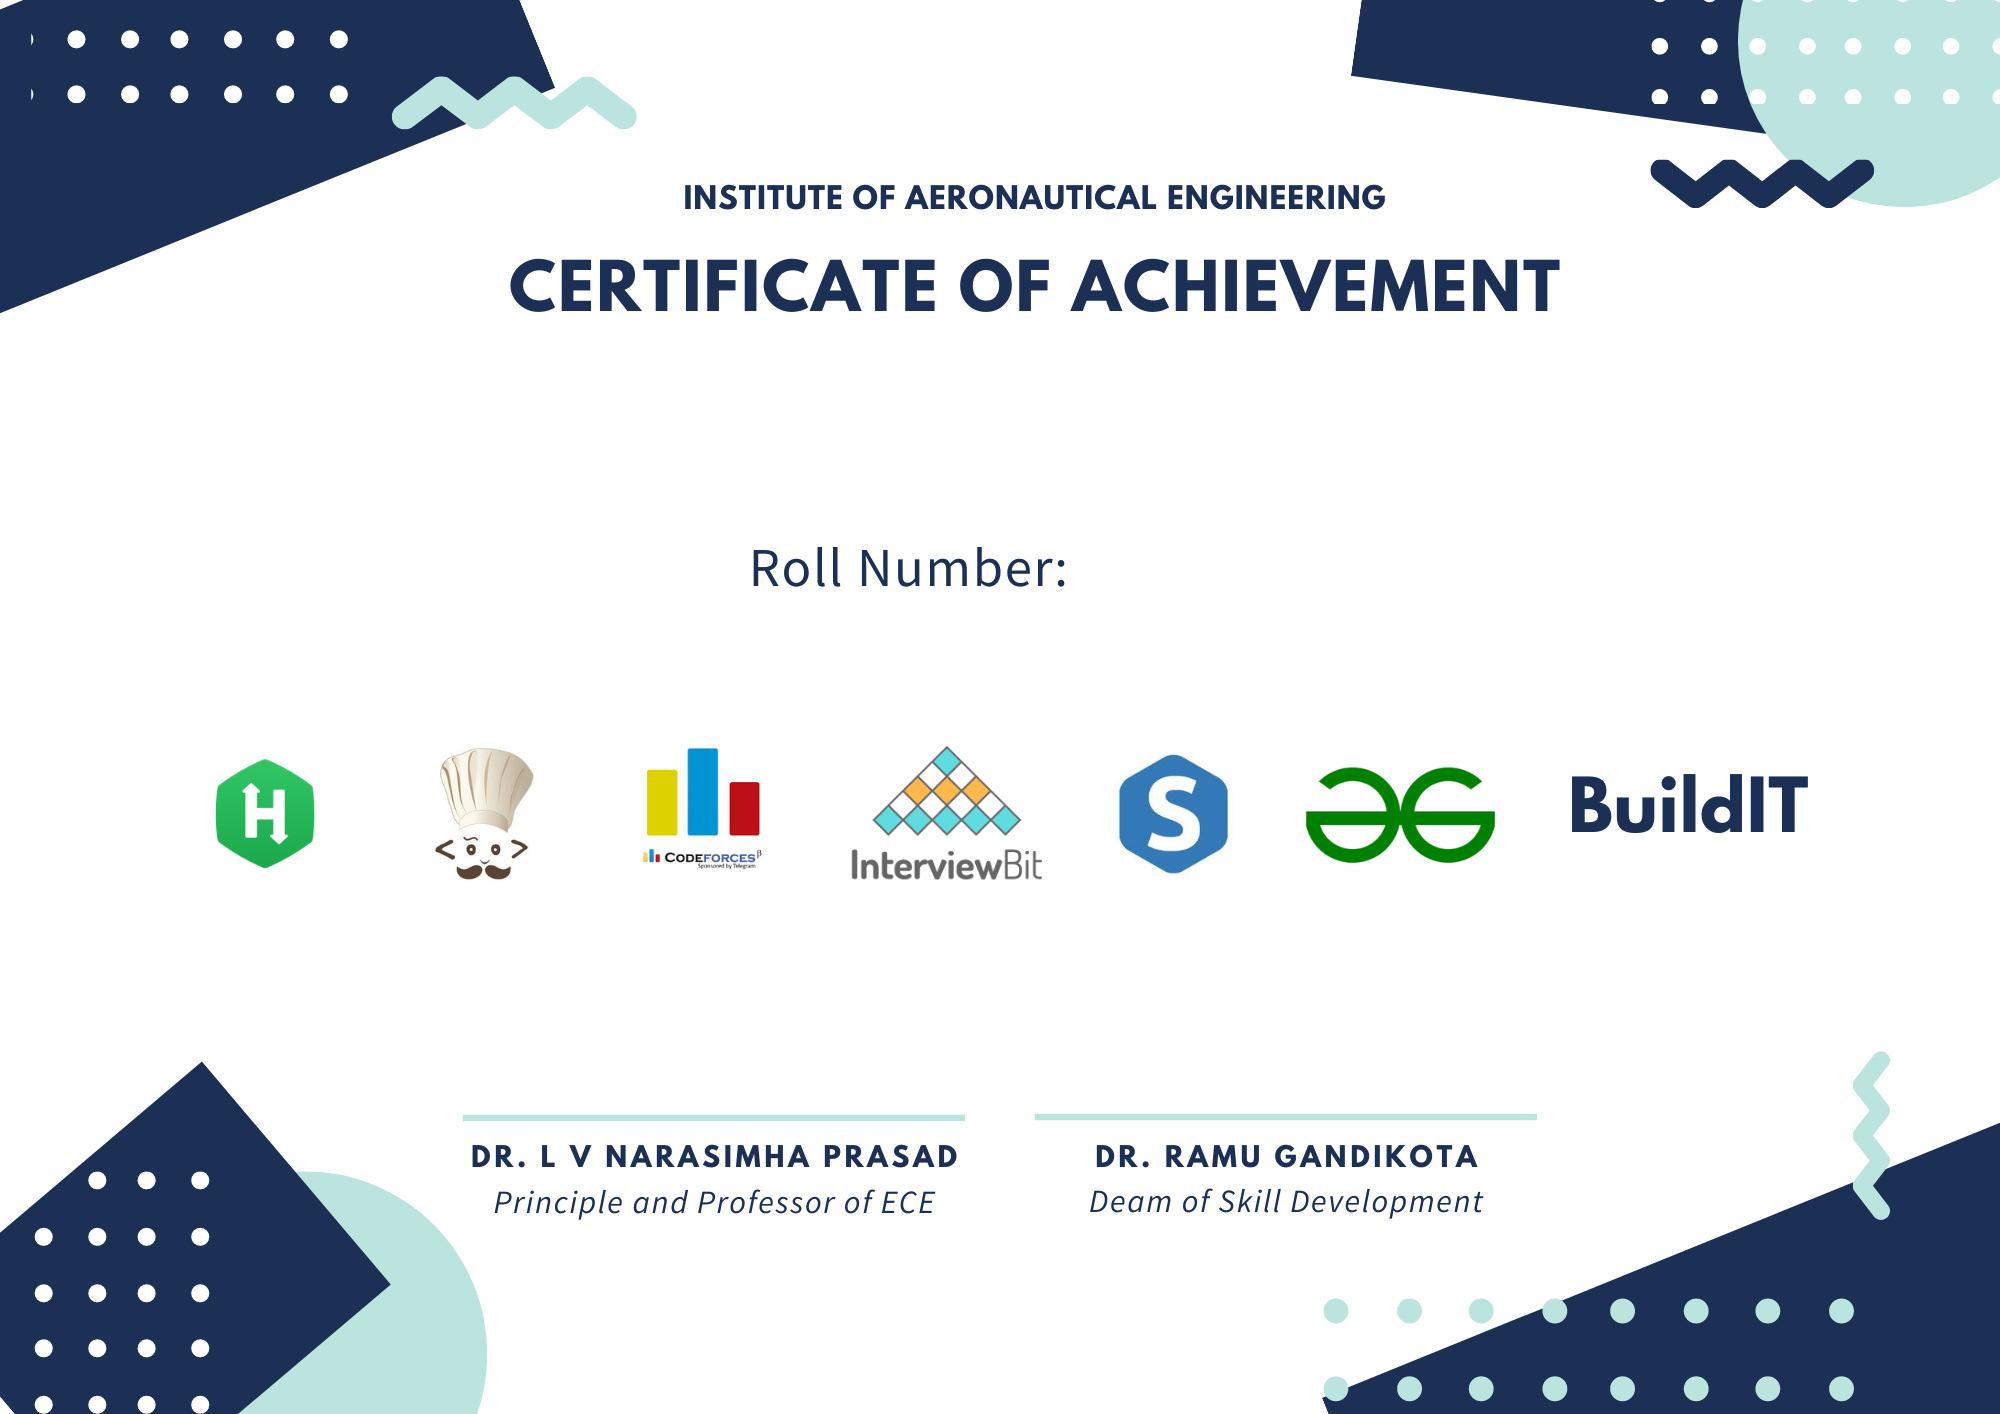 INSTITUTE OF AERONAUTICAL ENGINEERING
CERTIFICATE OF ACHIEVEMENT
Roll Number:
H
CODEFORCES β
Sponsored by Telegram
InterviewBit
S
BuildIT
DR. L V NARASIMHA PRASAD
Principle and Professor of ECE
DR. RAMU GANDIKOTA
Deam of Skill Development